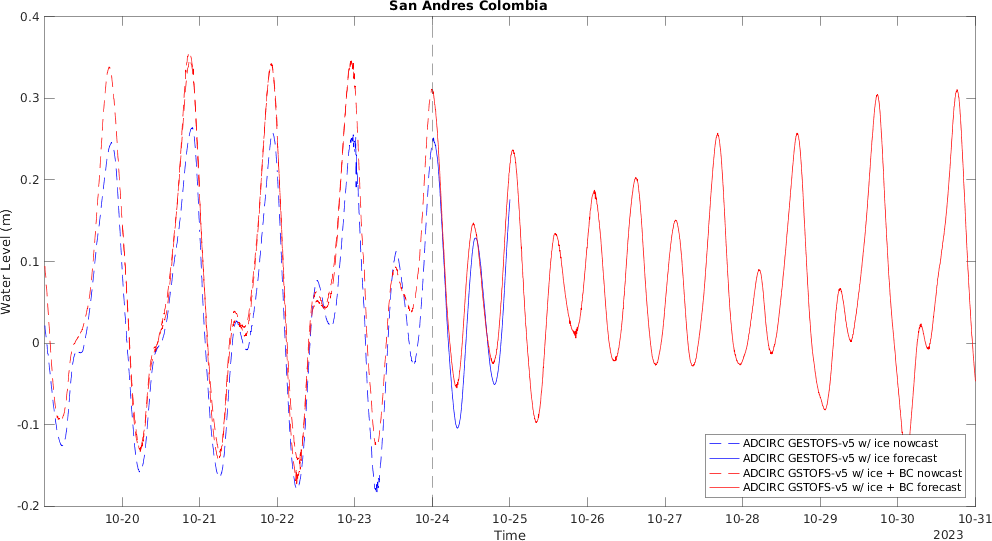 San Andres Colombia
0.4
0.3
0.2
0.1
0
-0.1
-0.2
Water Level (m)
ADCIRC GESTOFS-v5 w/ ice nowcast
ADCIRC GESTOFS-v5 w/ ice forecast
ADCIRC GSTOFS-v5 w/ ice + BC nowcast
ADCIRC GSTOFS-v5 w/ ice + BC forecast
10-20 10-21 10-22 10-23 10-24 10-25 10-26 10-27 10-28 10-29 10-30 10-31
Time
2023